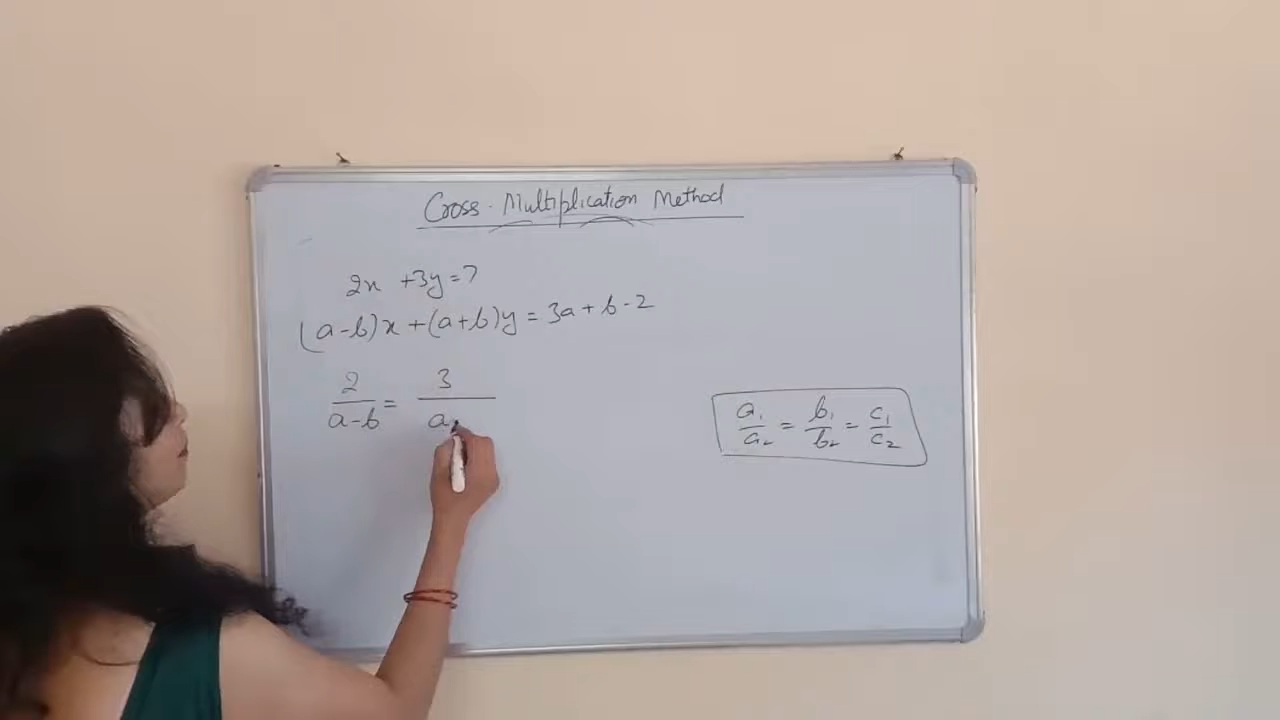 Cross-Multiplication Method
2x +3y=7
(a-b)x+(a+b)y=3a+b-2
2/(a-b) = 3/a
a₁/a₂ = b₁/b₂ = c₁/c₂